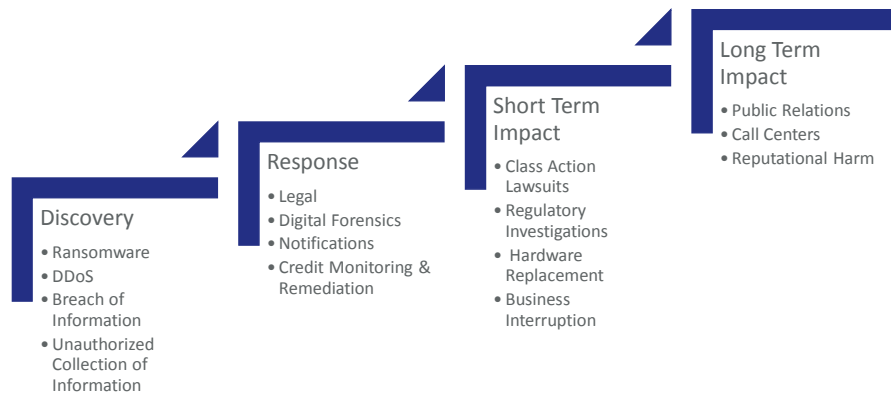 Discovery
• Ransomware
• DDoS
• Breach of
Information
• Unauthorized
Collection of
Information
Response
• Legal
• Digital Forensics
• Notifications
• Credit Monitoring &
Remediation
Short Term
Impact
• Class Action
Lawsuits
• Regulatory
Investigations
• Hardware
Replacement
• Business
Interruption
Long Term
Impact
• Public Relations
• Call Centers
• Reputational Harm